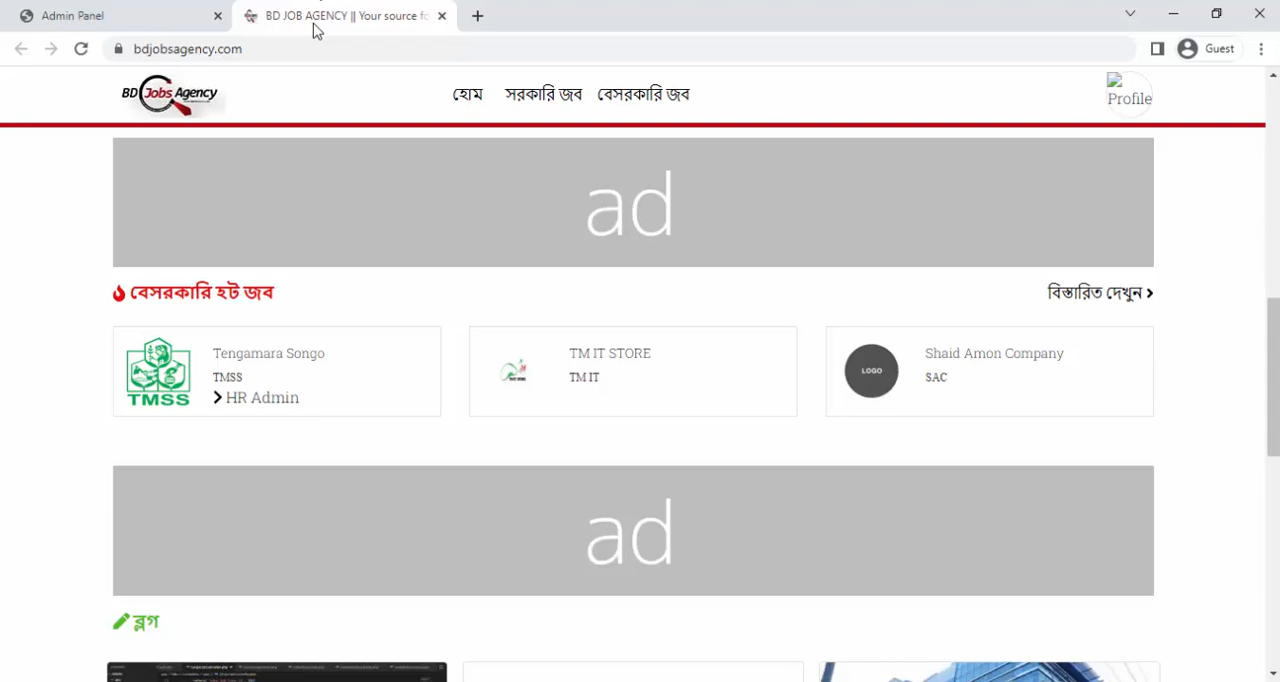 Admin Panel
BD JOB AGENCY || Your source fo
bdjobsagency.com
Guest
BD Jobs Agency
হোম
সরকারি জব
বেসরকারি জব
Profile
ad
বেসরকারি হট জব
বিস্তারিত দেখুন
TMSS
Tengamara Songo
TMSS
HR Admin
TM IT STORE
TM IT
LOGO
Shaid Amon Company
SAC
ad
ব্লগ